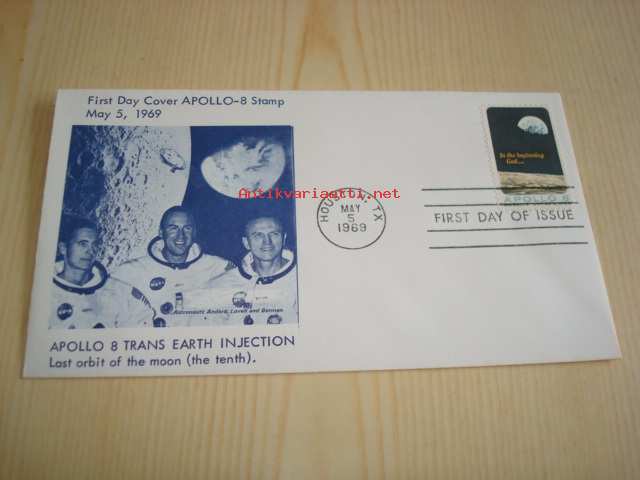 First Day Cover APOLLO-8 Stamp
May 5, 1969
Antikvariaatti.net
Astronauts Anders, Lovell and Borman
APOLLO 8 TRANS EARTH INJECTION
Last orbit of the moon (the tenth).
HOUSTON, TX
MAY
5
1969
In the beginning
God...
APOLLO 8
FIRST DAY OF ISSUE